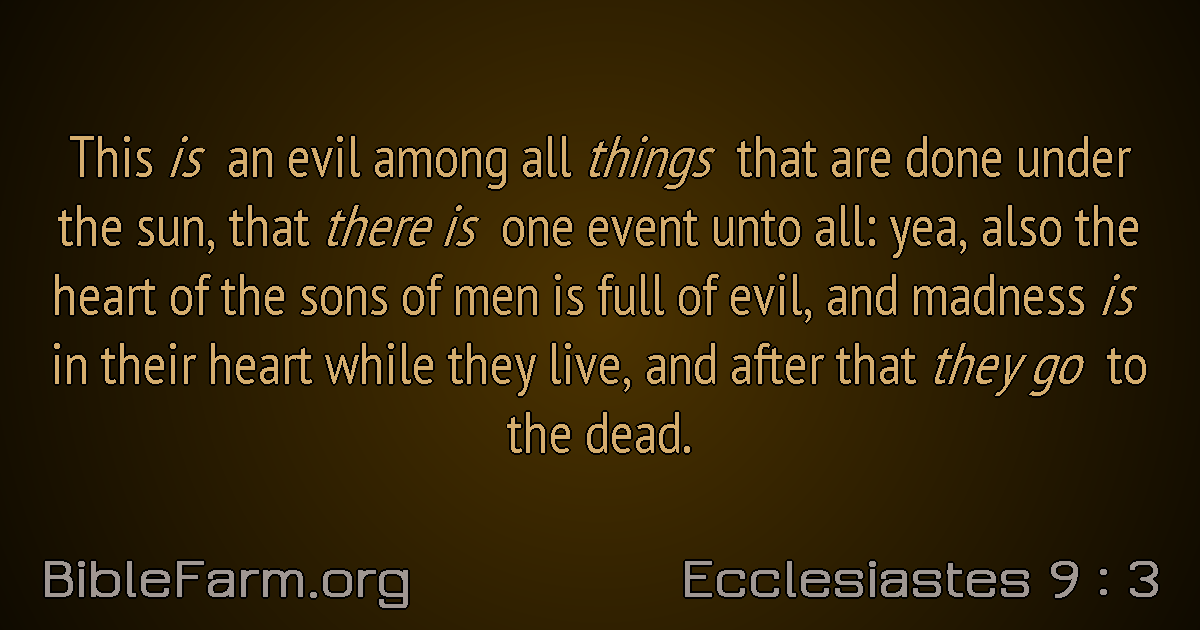 This is an evil among all things that are done under
the sun, that there is one event unto all: yea, also the
heart of the sons of men is full of evil, and madness is
in their heart while they live, and after that they go to
the dead.
BibleFarm.org
Ecclesiastes 9 : 3